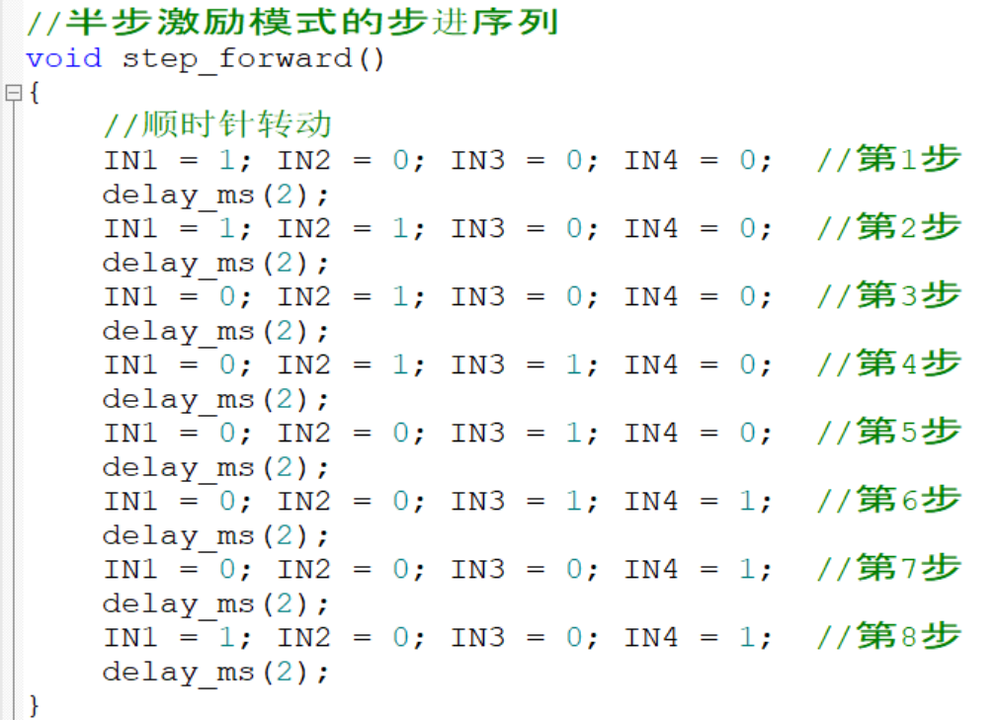 //半步激励模式的步进序列
void step_forward()
{
    //顺时针转动
    IN1 = 1; IN2 = 0; IN3 = 0; IN4 = 0;  //第1步
    delay_ms(2);
    IN1 = 1; IN2 = 1; IN3 = 0; IN4 = 0;  //第2步
    delay_ms(2);
    IN1 = 0; IN2 = 1; IN3 = 0; IN4 = 0;  //第3步
    delay_ms(2);
    IN1 = 0; IN2 = 1; IN3 = 1; IN4 = 0;  //第4步
    delay_ms(2);
    IN1 = 0; IN2 = 0; IN3 = 1; IN4 = 0;  //第5步
    delay_ms(2);
    IN1 = 0; IN2 = 0; IN3 = 1; IN4 = 1;  //第6步
    delay_ms(2);
    IN1 = 0; IN2 = 0; IN3 = 0; IN4 = 1;  //第7步
    delay_ms(2);
    IN1 = 1; IN2 = 0; IN3 = 0; IN4 = 1;  //第8步
    delay_ms(2);
}